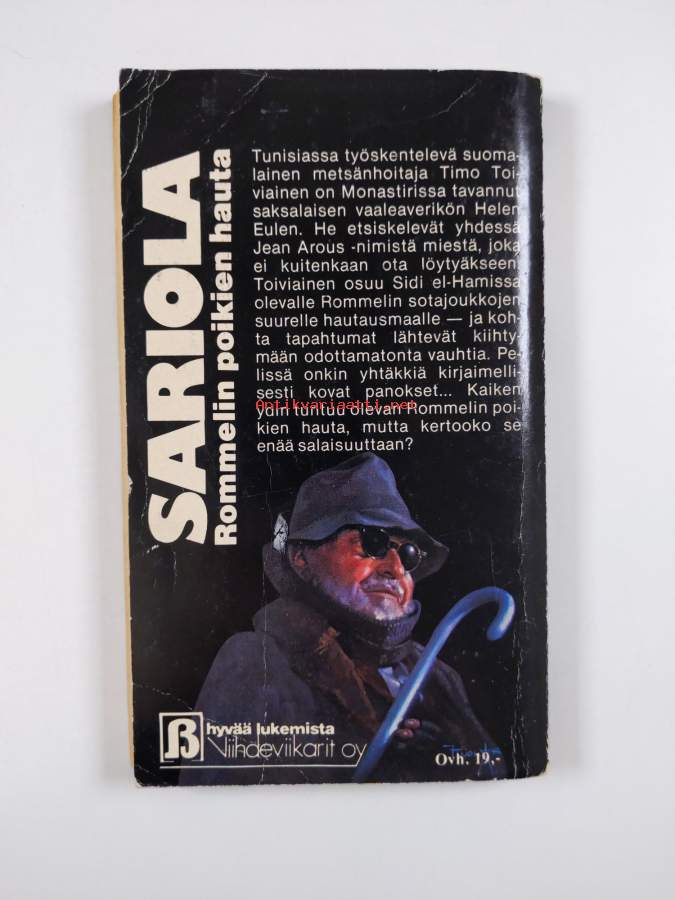 SARIOLA
Rommelin poikien hauta
Tunisiassa työskentelevä suoma-
lainen metsänhoitaja Timo Toi-
viainen on Monastirissa tavannut
saksalaisen vaaleaverikön Helen
Eulen. He etsiskelevät yhdessä
Jean Arous -nimistä miestä, joka
ei kuitenkaan ota löytyäkseen.
Toiviainen osuu Sidi el-Hamissa
olevalle Rommelin sotajoukkojen
suurelle hautausmaalle — ja koh-
ta tapahtumat lähtevät kiihty-
mään odottamatonta vauhtia. Pe-
lissä onkin yhtäkkiä kirjaimelli-
sesti kovat panokset... Kaiken
Antikvariaatti.net
ydin tuntuu olevan Rommelin poi-
kien hauta, mutta kertooko se
enää salaisuuttaan?
hyvää lukemista
Viihdeviikarit oy
Ovh. 19,-